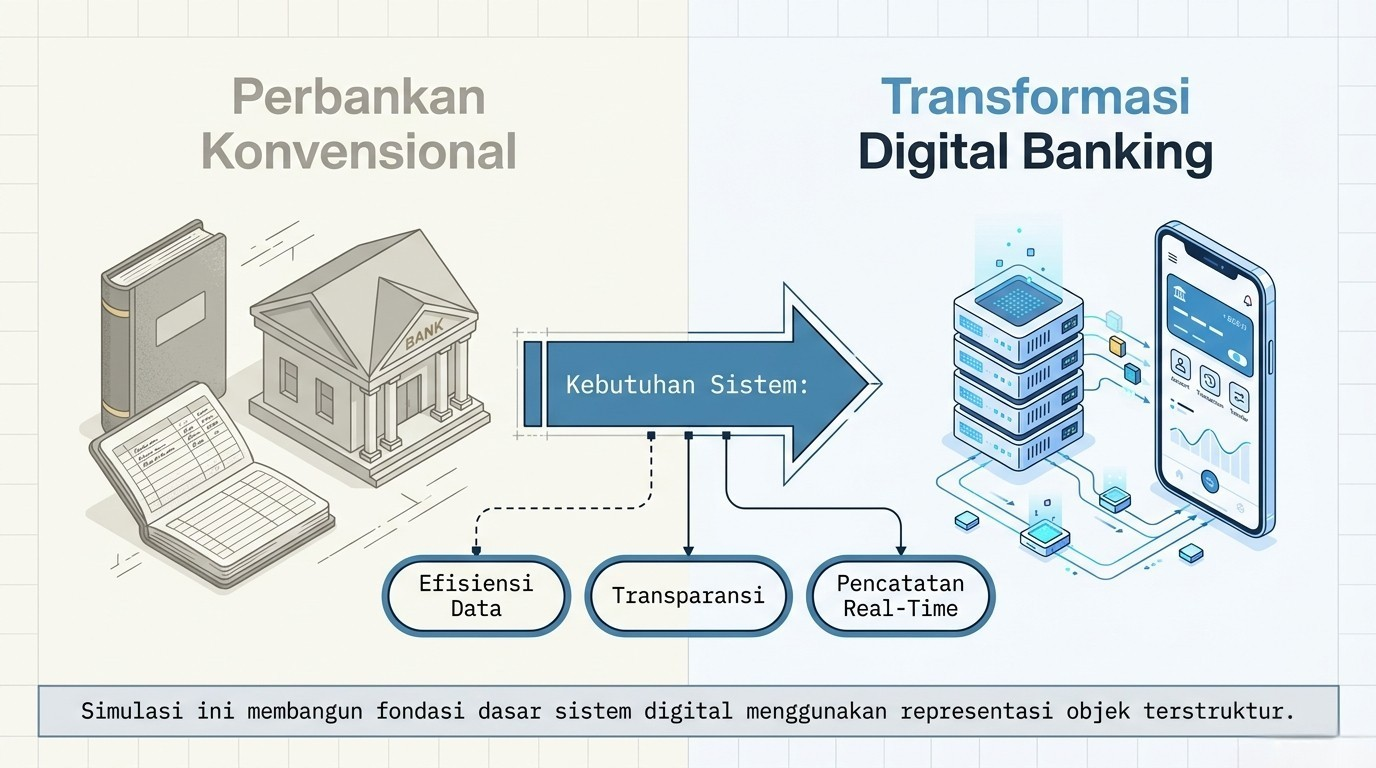 Perbankan
Konvensional
Transformasi
Digital Banking
BANK
Kebutuhan Sistem:
Efisiensi
Data
Transparansi
Pencatatan
Real-Time
Simulasi ini membangun fondasi dasar sistem digital menggunakan representasi objek terstruktur.